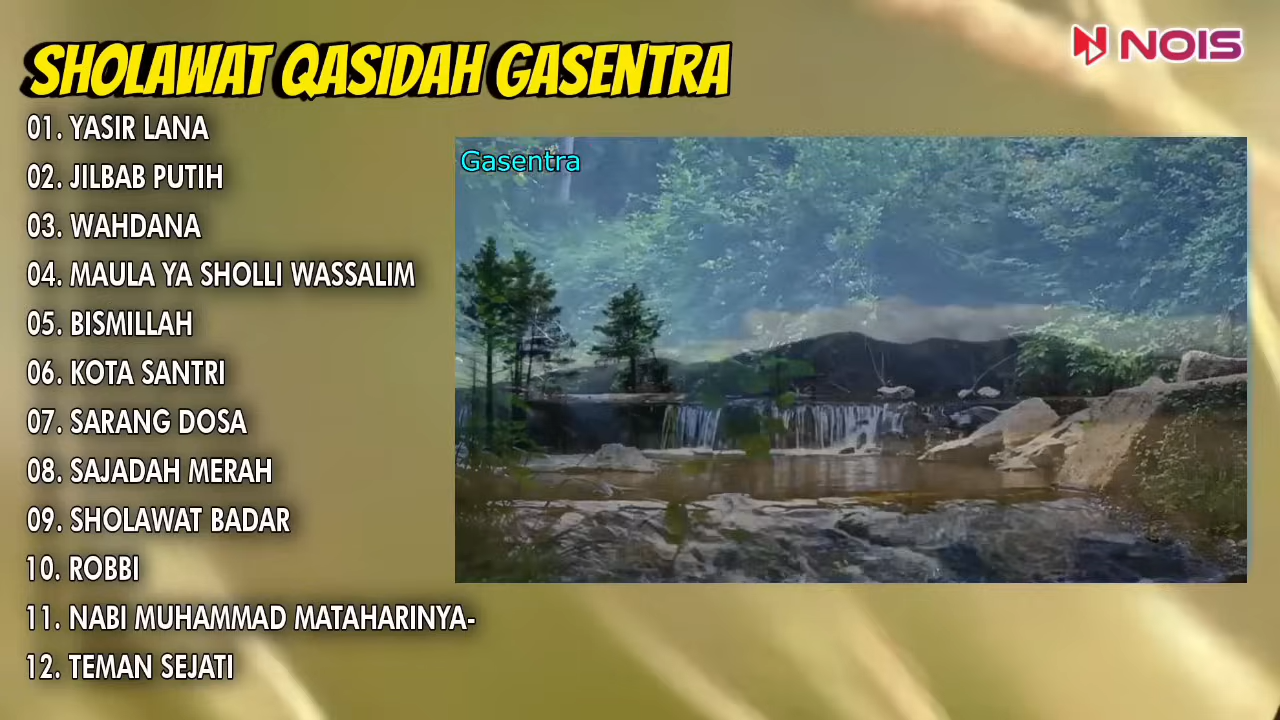 SHOLAWAT QASIDAH GASENTRA
NOIS
01. YASIR LANA
02. JILBAB PUTIH
03. WAHDANA
04. MAULA YA SHOLLI WASSALIM
05. BISMILLAH
06. KOTA SANTRI
07. SARANG DOSA
08. SAJADAH MERAH
09. SHOLAWAT BADAR
10. ROBBI
11. NABI MUHAMMAD MATAHARINYA-
12. TEMAN SEJATI
Gasentra